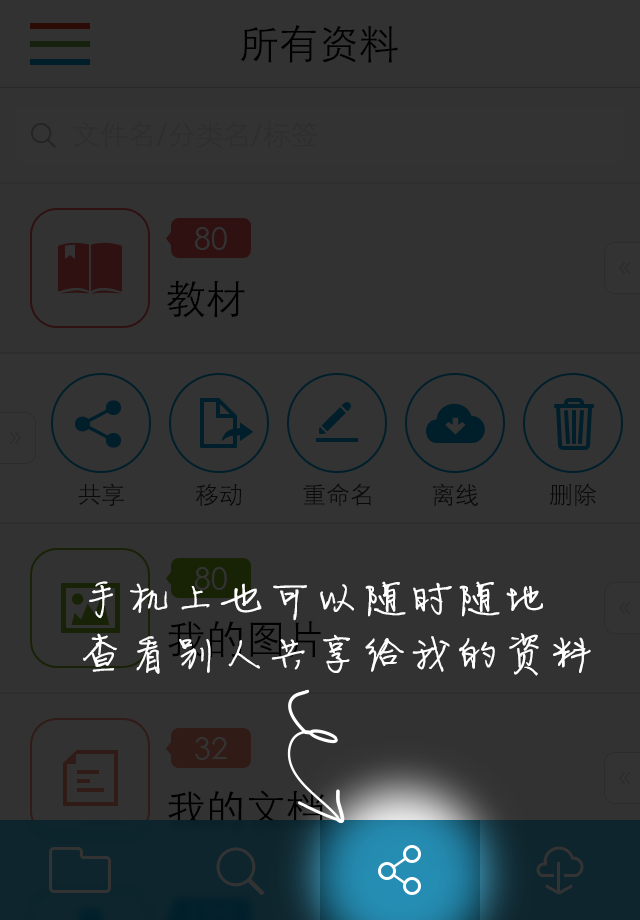 所有资料
文件名/分类名/标签
80
教材
«
»
共享
移动
重命名
离线
删除
80
«
手机上也可以随时随地
我的图片
查看别人共享给我的资料
32
«
我的文档